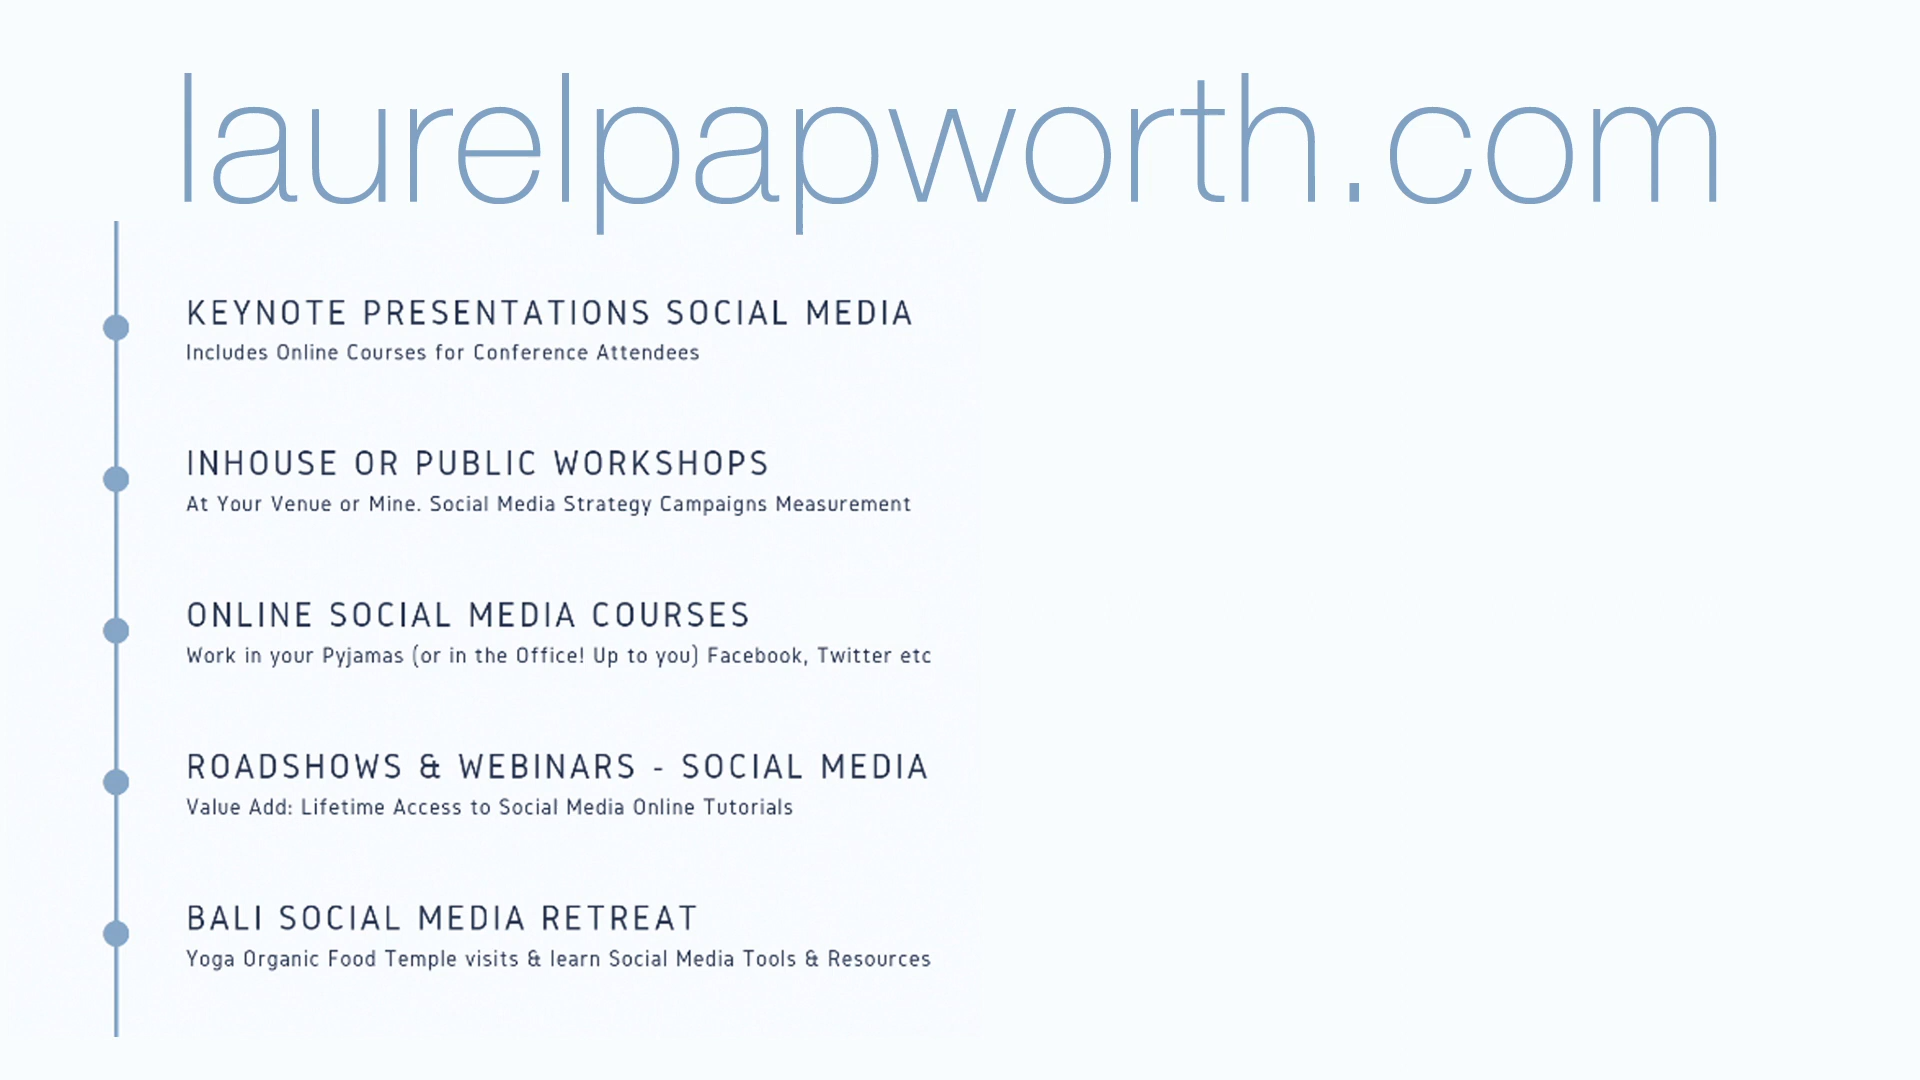 laurelpapworth.com
KEYNOTE PRESENTATIONS SOCIAL MEDIA
Includes Online Courses for Conference Attendees
INHOUSE OR PUBLIC WORKSHOPS
At Your Venue or Mine. Social Media Strategy Campaigns Measurement
ONLINE SOCIAL MEDIA COURSES
Work in your Pyjamas (or in the Office! Up to you) Facebook, Twitter etc
ROADSHOWS & WEBINARS - SOCIAL MEDIA
Value Add: Lifetime Access to Social Media Online Tutorials
BALI SOCIAL MEDIA RETREAT
Yoga Organic Food Temple visits & learn Social Media Tools & Resources